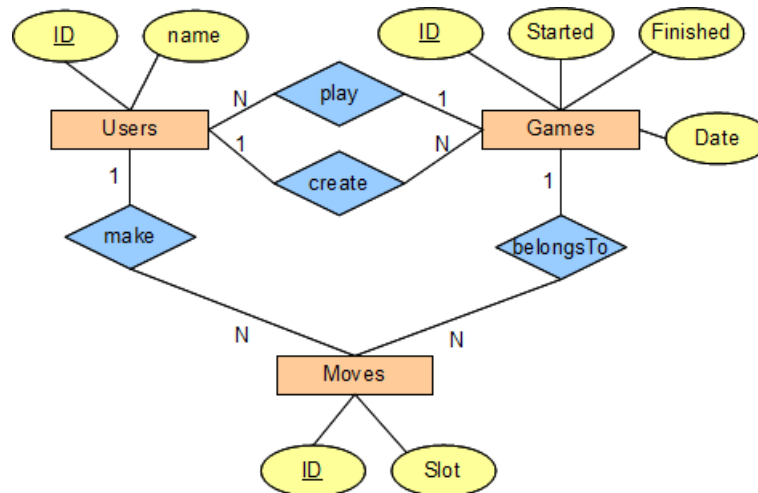 ID
name
ID
Started
Finished
N
play
1
Users
Games
Date
1
N
create
1
1
make
belongsTo
N
N
Moves
ID
Slot